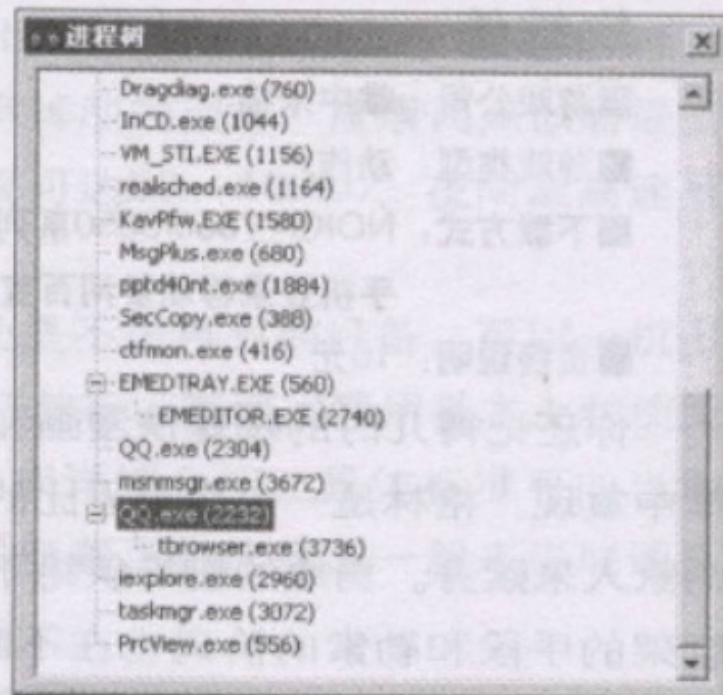 进程树
Dragdiag.exe (760)
InCD.exe (1044)
VM_STI.EXE (1156)
realsched.exe (1164)
KavPfw.EXE (1580)
MsgPlus.exe (680)
pptd40nt.exe (1884)
SecCopy.exe (388)
ctfmon.exe (416)
EMEDTRAY.EXE (560)
EMEDITOR.EXE (2740)
QQ.exe (2304)
msnmsgr.exe (3672)
QQ.exe (2232)
tbrowser.exe (3736)
iexplore.exe (2960)
taskmgr.exe (3072)
PrcView.exe (556)